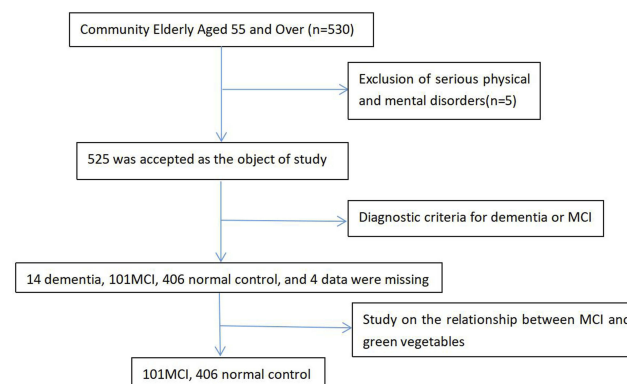 Community Elderly Aged 55 and Over (n=530)
Exclusion of serious physical
and mental disorders(n=5)
525 was accepted as the object of study
Diagnostic criteria for dementia or MCI
14 dementia, 101MCI, 406 normal control, and 4 data were missing
Study on the relationship between MCI and
green vegetables
101MCI, 406 normal control